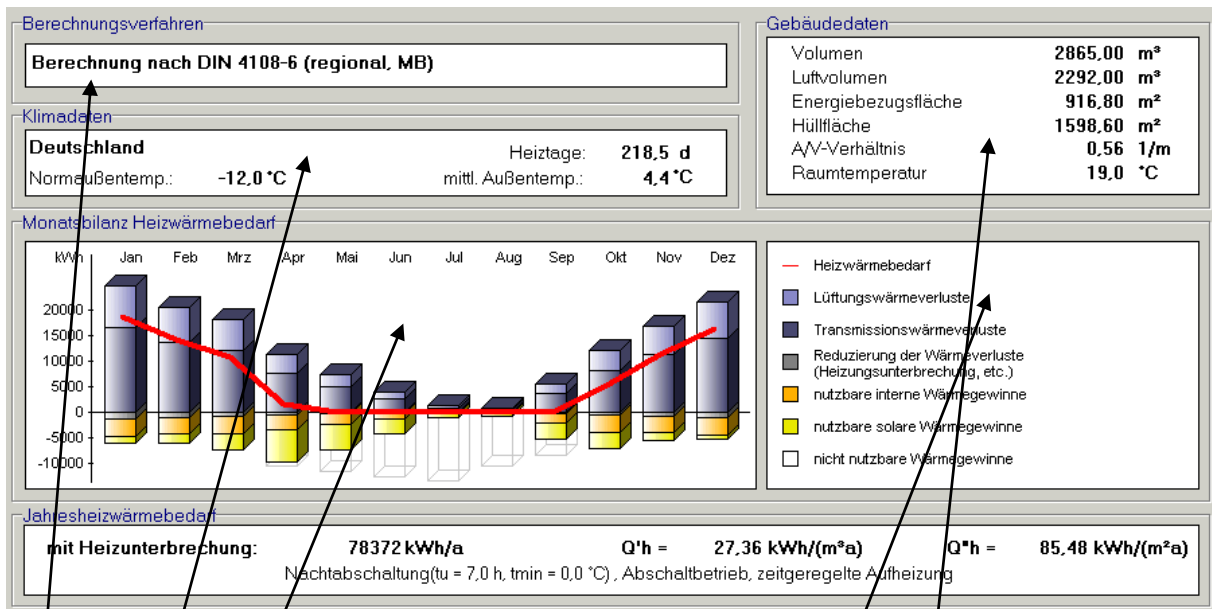 Berechnungsverfahren
Berechnung nach DIN 4108-6 (regional, MB)
Klimadaten
Deutschland
Heiztage: 218,5 d
Normaußentemp.: -12,0 °C mittl. Außentemp.: 4,4 °C
Gebäudedaten
Volumen 2865,00 m³
Luftvolumen 2292,00 m³
Energiebezugsfläche 916,80 m²
Hüllfläche 1598,60 m²
A/V-Verhältnis 0,56 1/m
Raumtemperatur 19,0 °C
Monatsbilanz Heizwärmebedarf
kWh Jan Feb Mrz Apr Mai Jun Jul Aug Sep Okt Nov Dez
20000
15000
10000
5000
0
-5000
-10000
Heizwärmebedarf
Lüftungswärmeverluste
Transmissionswärmeverluste
Reduzierung der Wärmeverluste
(Heizungsunterbrechung, etc.)
nutzbare interne Wärmegewinne
nutzbare solare Wärmegewinne
nicht nutzbare Wärmegewinne
Jahresheizwärmebedarf
mit Heizunterbrechung: 78372 kWh/a Q'h = 27,36 kWh/(m³a) Q"h = 85,48 kWh/(m²a)
Nachtabschaltung(tu = 7,0 h, tmin = 0,0 °C) , Abschaltbetrieb, zeitgeregelte Aufheizung